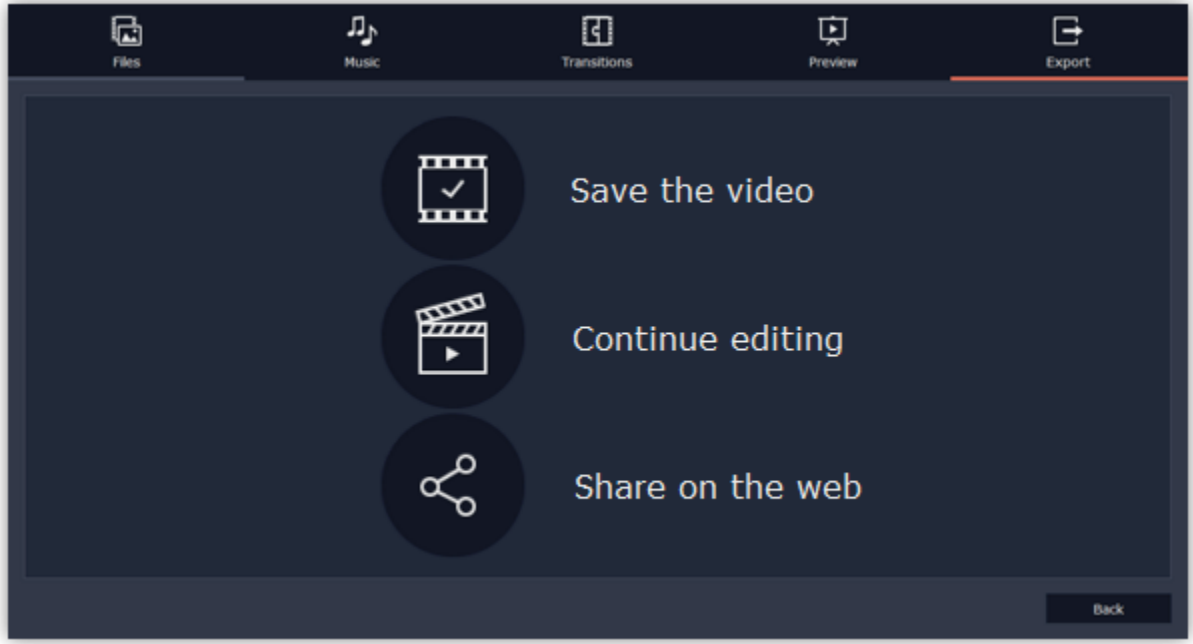 Files
Music
Transitions
Preview
Export
Save the video
Continue editing
Share on the web
Back